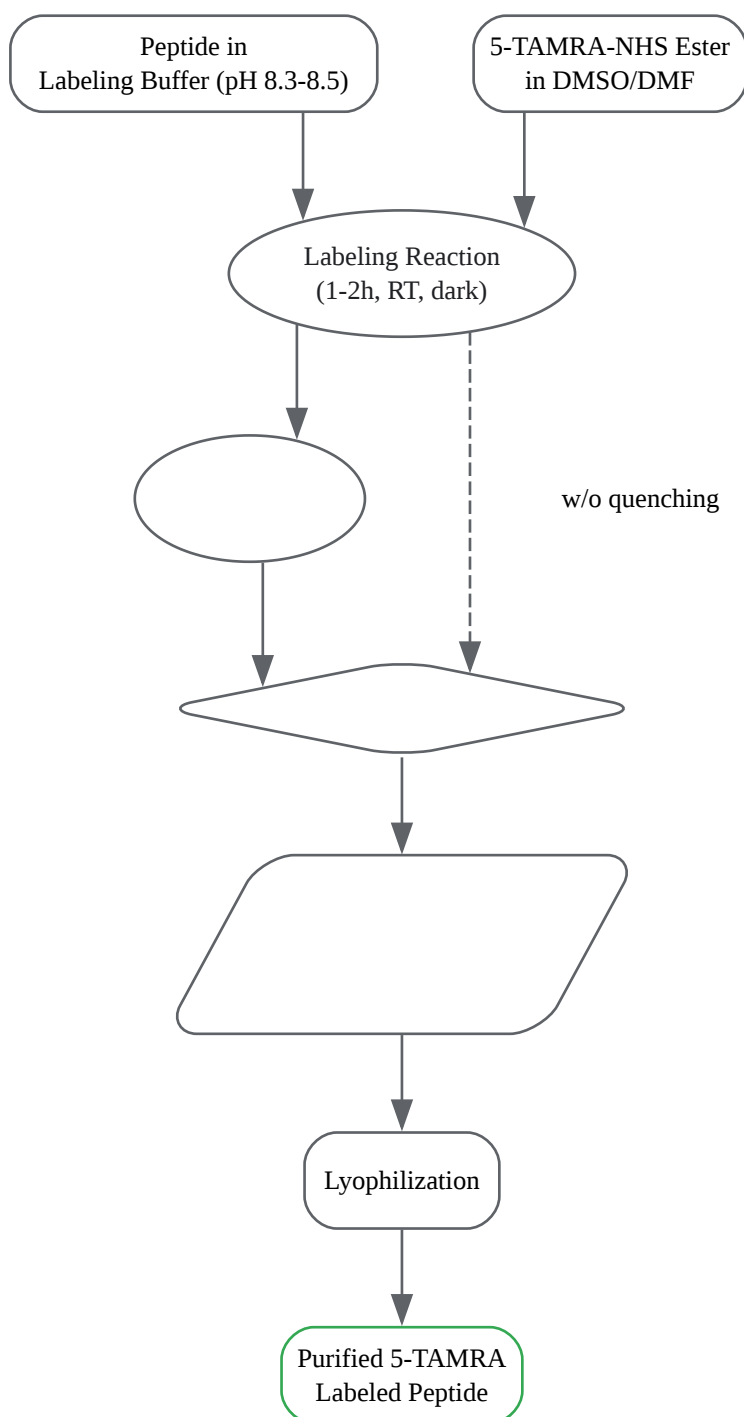 Peptide in
Labeling Buffer (pH 8.3-8.5)
5-TAMRA-NHS Ester
in DMSO/DMF
Labeling Reaction
(1-2h, RT, dark)
w/o quenching
Lyophilization
Purified 5-TAMRA
Labeled Peptide